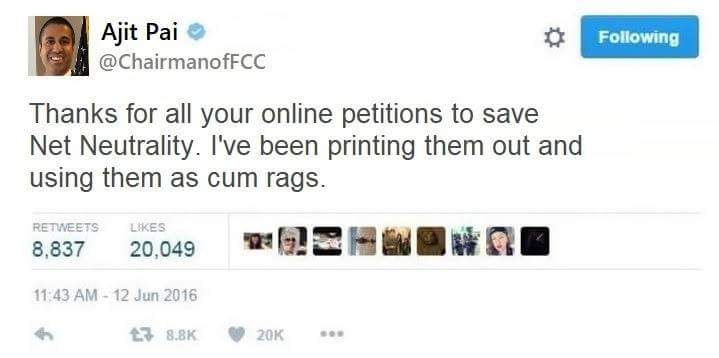 Ajit Pai
@ChairmanofFCC
Following
Thanks for all your online petitions to save
Net Neutrality. I've been printing them out and
using them as cum rags.
RETWEETS LIKES
8,837 20,049
11:43 AM - 12 Jun 2016
8.8K 20K